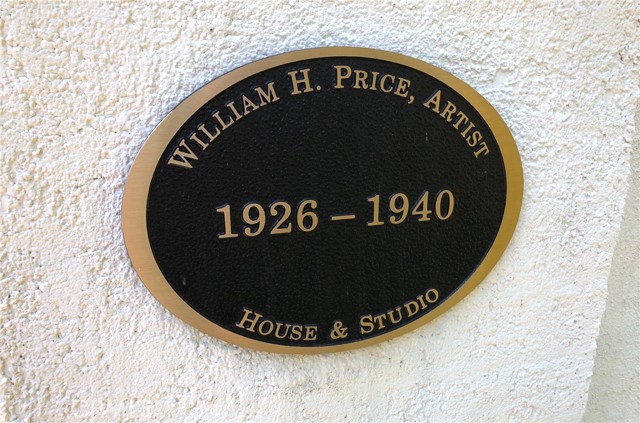 WILLIAM H. PRICE, ARTIST
1926 – 1940
HOUSE & STUDIO